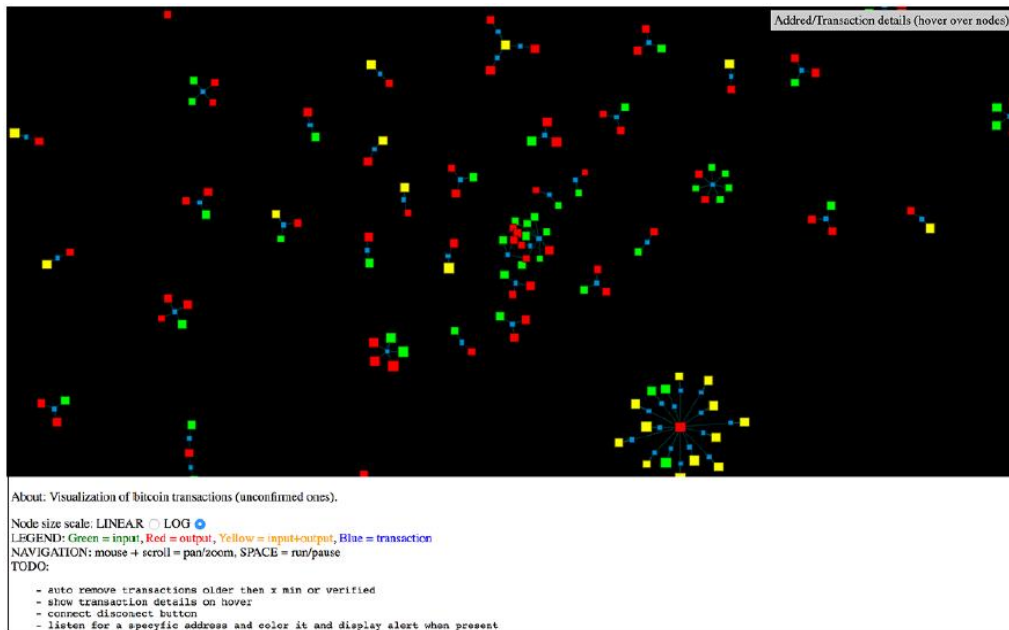 Addred/Transaction details (hover over nodes)
About: Visualization of bitcoin transactions (unconfirmed ones).
Node size scale: LINEAR LOG
LEGEND: Green = input, Red = output, Yellow = input+output, Blue = transaction
NAVIGATION: mouse + scroll = pan/zoom, SPACE = run/pause
TODO:
- auto remove transactions older then x min or verified
- show transaction details on hover
- connect disconect button
- listen for a specyfic address and color it and display alert when present